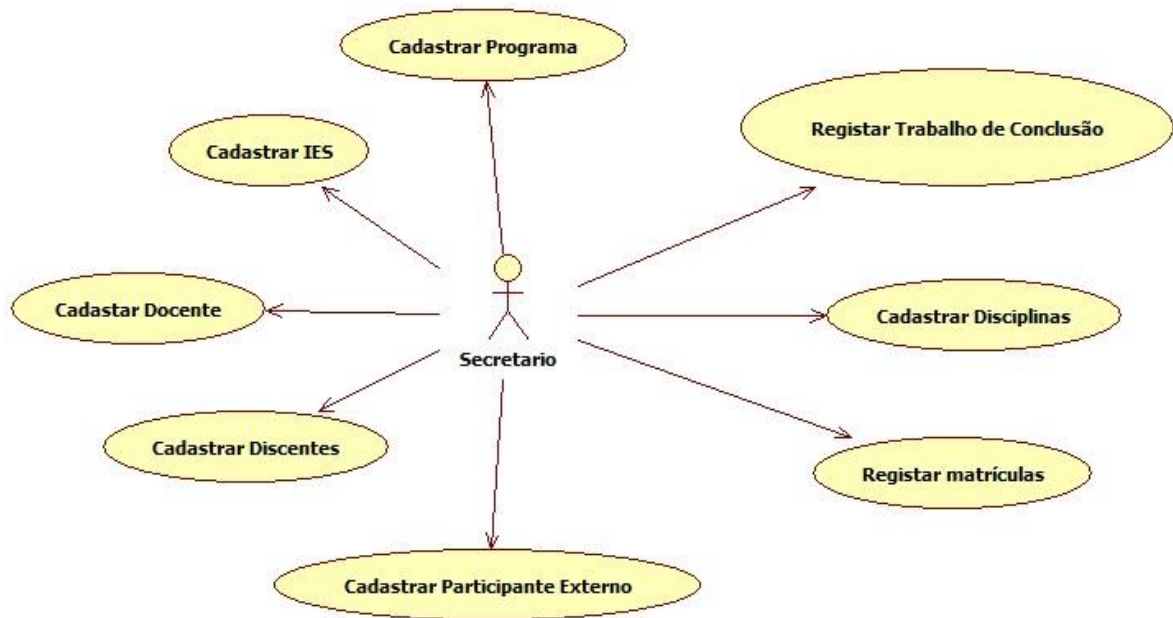 Cadastrar Programa
Registar Trabalho de Conclusão
Cadastrar IES
Cadastar Docente
Cadastrar Disciplinas
Secretario
Cadastrar Discentes
Registar matrículas
Cadastrar Participante Externo